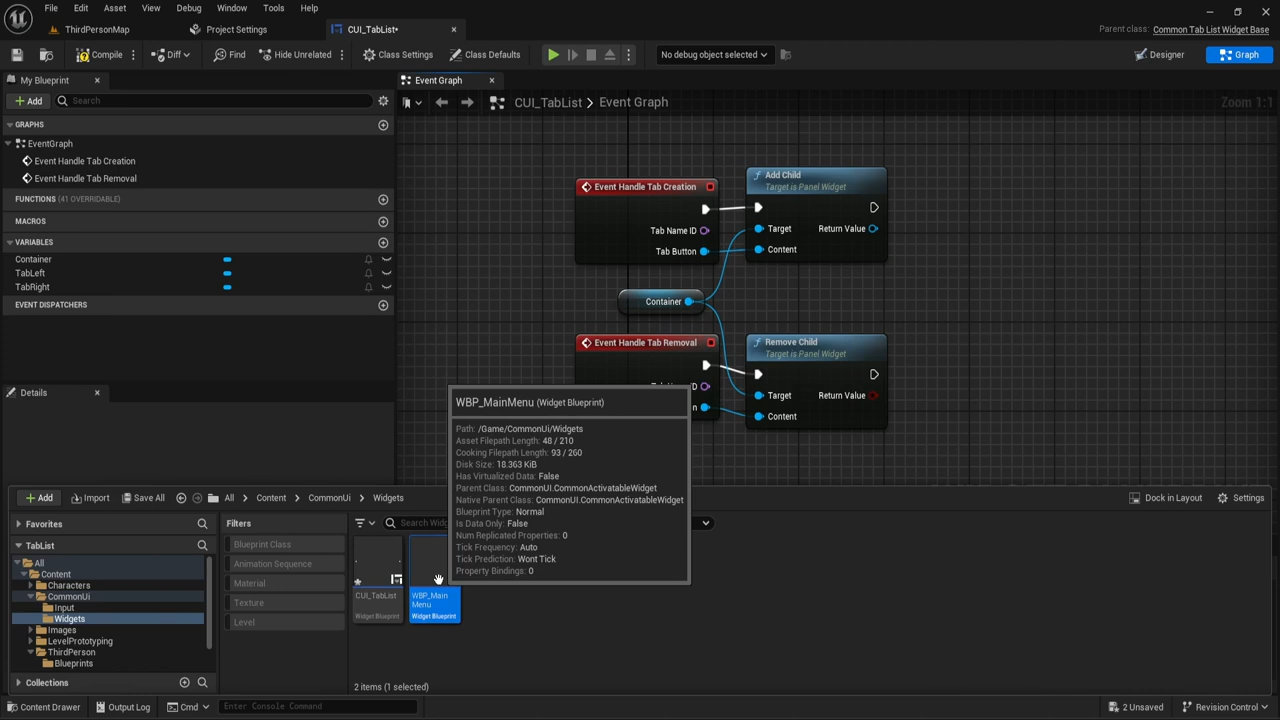 File Edit Asset View Debug Window Tools Help
ThirdPersonMap
Project Settings
CUI_TabList•
Parent class: Common Tab List Widget Base
Compile
Diff
Find
Hide Unrelated
Class Settings
Class Defaults
No debug object selected
Designer
Graph
My Blueprint
Add
Search
GRAPHS
EventGraph
Event Handle Tab Creation
Event Handle Tab Removal
FUNCTIONS (41 OVERRIDABLE)
MACROS
VARIABLES
Container
TabLeft
TabRight
EVENT DISPATCHERS
Details
Event Graph
CUI_TabList > Event Graph
Zoom 1:1
Event Handle Tab Creation
Tab Name ID
Tab Button
Add Child
Target is Panel Widget
Target
Return Value
Content
Container
Event Handle Tab Removal
Remove Child
Target is Panel Widget
Target
Return Value
Content
WBP_MainMenu (Widget Blueprint)
Path: /Game/CommonUi/Widgets
Asset Filepath Length: 48 / 210
Cooking Filepath Length: 93 / 260
Disk Size: 18.363 KiB
Has Virtualized Data: False
Parent Class: CommonUI.CommonActivatableWidget
Native Parent Class: CommonUI.CommonActivatableWidget
Blueprint Type: Normal
Is Data Only: False
Num Replicated Properties: 0
Tick Frequency: Auto
Tick Prediction: Wont Tick
Property Bindings: 0
Add
Import
Save All
All > Content > CommonUi > Widgets
Dock in Layout
Settings
Favorites
TabList
All
Content
Characters
CommonUi
Input
Widgets
Images
LevelPrototyping
ThirdPerson
Blueprints
Collections
Filters
Blueprint Class
Animation Sequence
Material
Texture
Level
Search Widg
CUI_TabList
Widget Blueprint
WBP_Main
Menu
Widget Blueprint
2 items (1 selected)
Content Drawer
Output Log
Cmd
Enter Console Command
2 Unsaved
Revision Control